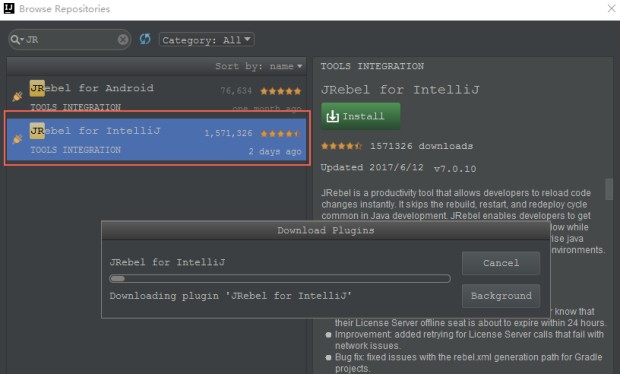 Browse Repositories
JR
Category: All
Sort by: name
JRebel for Android 76,634
TOOLS INTEGRATION one month ago
JRebel for IntelliJ 1,571,326
TOOLS INTEGRATION 2 days ago
TOOLS INTEGRATION
JRebel for IntelliJ
Install
1571326 downloads
Updated 2017/6/12 v7.0.10
JRebel is a productivity tool that allows developers to reload code
changes instantly. It skips the rebuild, restart, and redeploy cycle
common in Java development. JRebel enables developers to get
low while
rise java
environments.
Download Plugins
JRebel for IntelliJ
Cancel
Downloading plugin 'JRebel for IntelliJ'
Background
know that
their License Server offline seat is about to expire within 24 hours.
Improvement: added retrying for License Server calls that fail with
network issues.
Bug fix: fixed issues with the rebel.xml generation path for Gradle
projects.